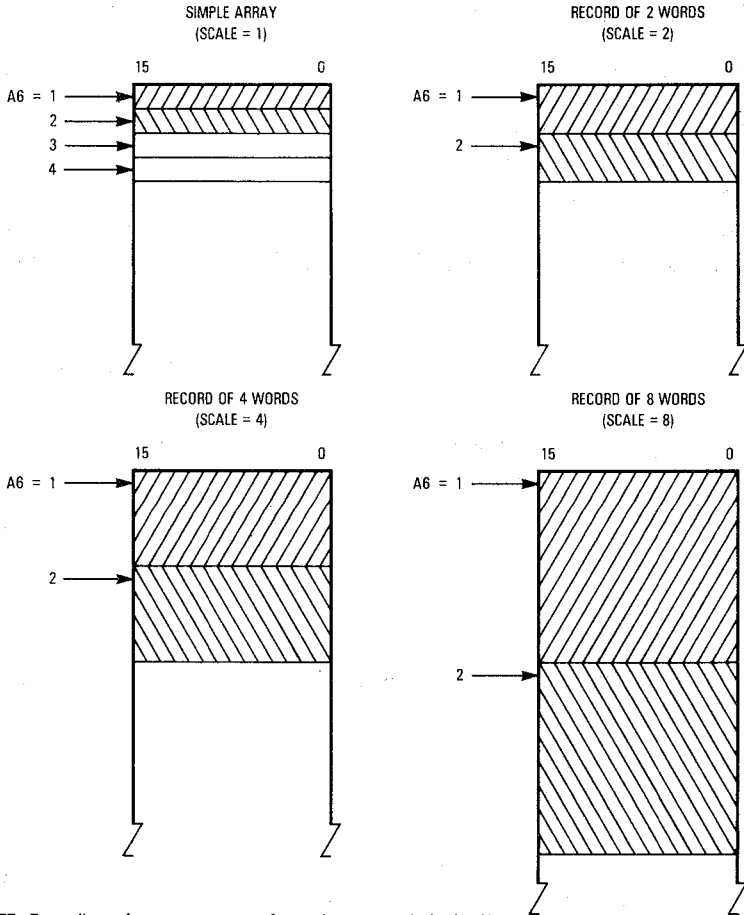 SIMPLE ARRAY
(SCALE = 1)
15 0
A6 = 1
2
3
4
RECORD OF 2 WORDS
(SCALE = 2)
15 0
A6 = 1
2
RECORD OF 4 WORDS
(SCALE = 4)
15 0
A6 = 1
2
RECORD OF 8 WORDS
(SCALE = 8)
15 0
A6 = 1
2